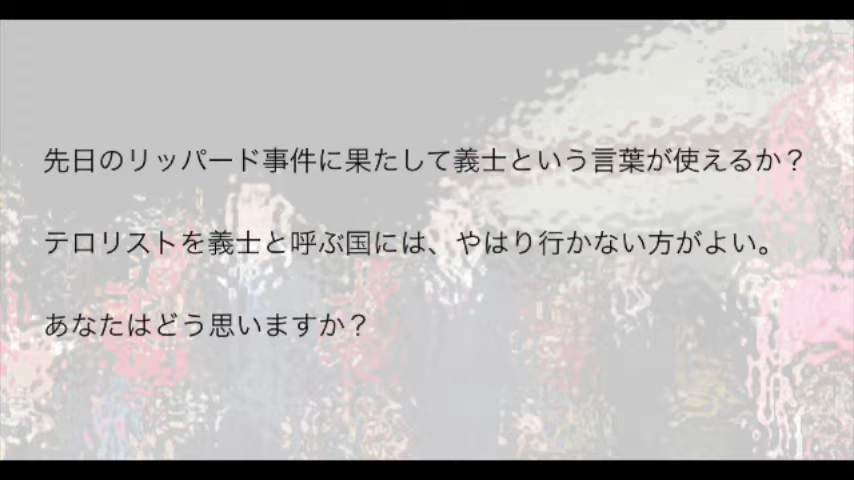 先日のリッパード事件に果たして義士という言葉が使えるか？
テロリストを義士と呼ぶ国には、やはり行かない方がよい。
あなたはどう思いますか？